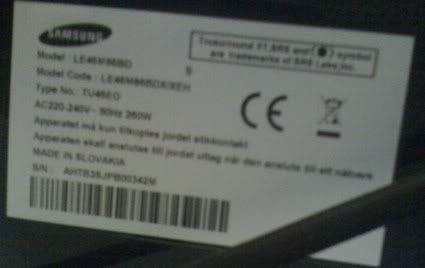 SAMSUNG
Trusurround XT, SRS and symbol
are trademarks of SRS Labs, Inc.
Model : LE46M86BD
S
Model Code : LE46M86BDX/XEH
Type No. : TU46EO
AC220-240V~ 50Hz 260W
CE
Apparatet må kun tilkoples jordet stikkontakt
Apparaten skall anslutas till jordat uttag när den ansluts till ett nätverk
MADE IN SLOVAKIA
S/N : AHTB3SJPB00342M